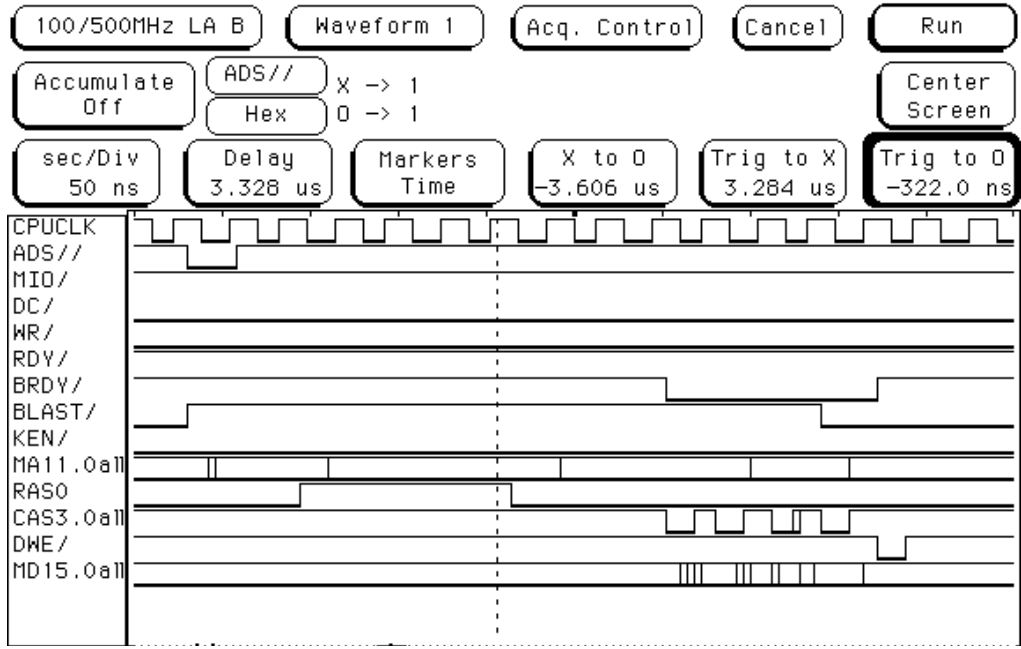 100/500MHz LA B Waveform 1 Acq. Control Cancel Run
Accumulate Off
ADS// X -> 1
Hex O -> 1
Center Screen
sec/Div 50 ns
Delay 3.328 us
Markers Time
X to O -3.606 us
Trig to X 3.284 us
Trig to O -322.0 ns
CPUCLK
ADS//
MIO/
DC/
WR/
RDY/
BRDY/
BLAST/
KEN/
MA11.0all
RAS0
CAS3.0all
DWE/
MD15.0all